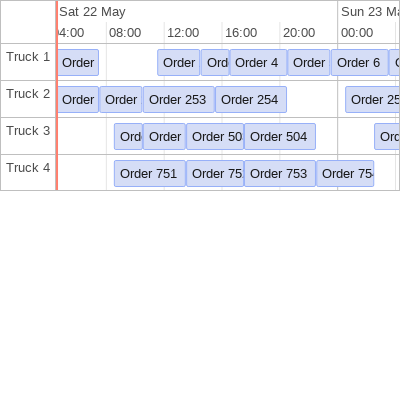 Sat 22 May Sun 23 Ma
4:00 08:00 12:00 16:00 20:00 00:00
Truck 1 Order Order Ord Order 4 Order Order 6
Truck 2 Order Order Order 253 Order 254 Order 25
Truck 3 Ord Order Order 50 Order 504 Ord
Truck 4 Order 751 Order 75 Order 753 Order 75